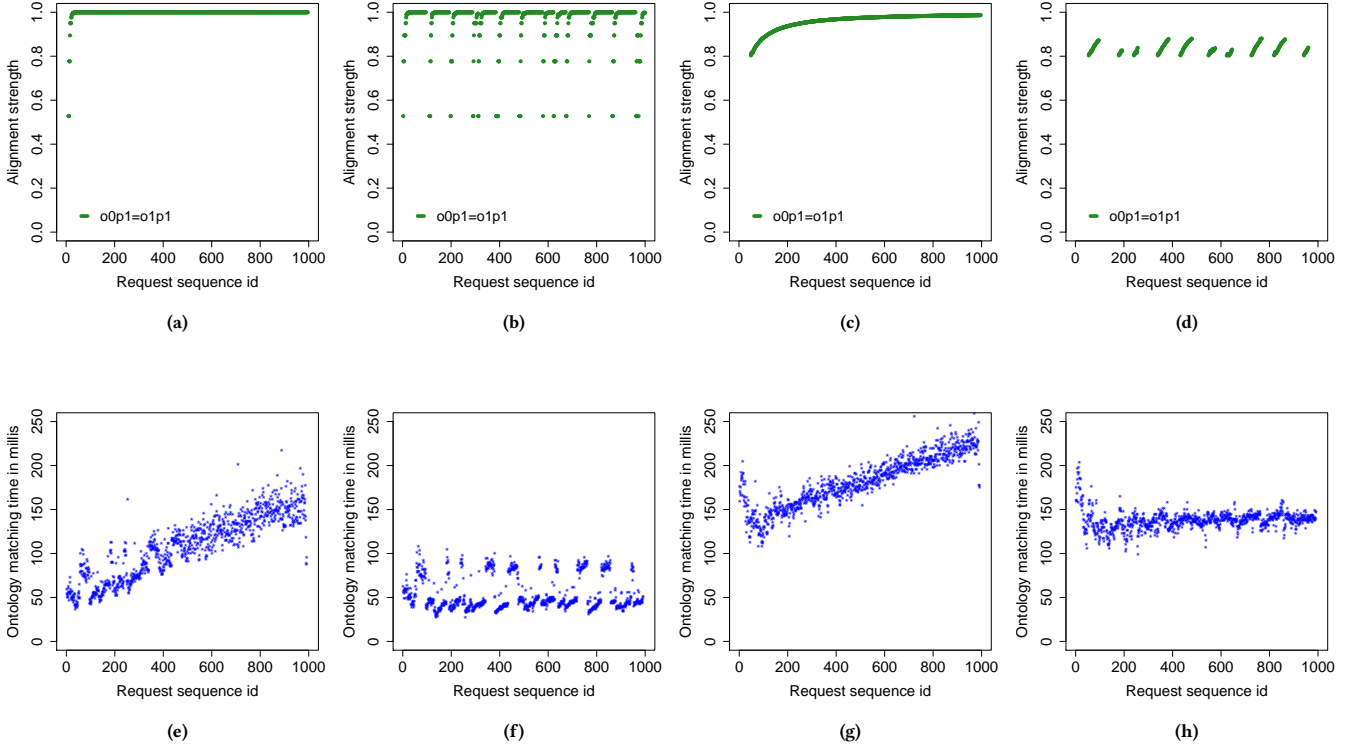 Alignment strength
0.0 0.2 0.4 0.6 0.8 1.0
o0p1=o1p1
0 200 400 600 800 1000
Request sequence id
(a)
Alignment strength
0.0 0.2 0.4 0.6 0.8 1.0
o0p1=o1p1
0 200 400 600 800 1000
Request sequence id
(b)
Alignment strength
0.0 0.2 0.4 0.6 0.8 1.0
o0p1=o1p1
0 200 400 600 800 1000
Request sequence id
(c)
Alignment strength
0.0 0.2 0.4 0.6 0.8 1.0
o0p1=o1p1
0 200 400 600 800 1000
Request sequence id
(d)
Ontology matching time in millis
0 50 100 150 200 250
0 200 400 600 800 1000
Request sequence id
(e)
Ontology matching time in millis
0 50 100 150 200 250
0 200 400 600 800 1000
Request sequence id
(f)
Ontology matching time in millis
0 50 100 150 200 250
0 200 400 600 800 1000
Request sequence id
(g)
Ontology matching time in millis
0 50 100 150 200 250
0 200 400 600 800 1000
Request sequence id
(h)